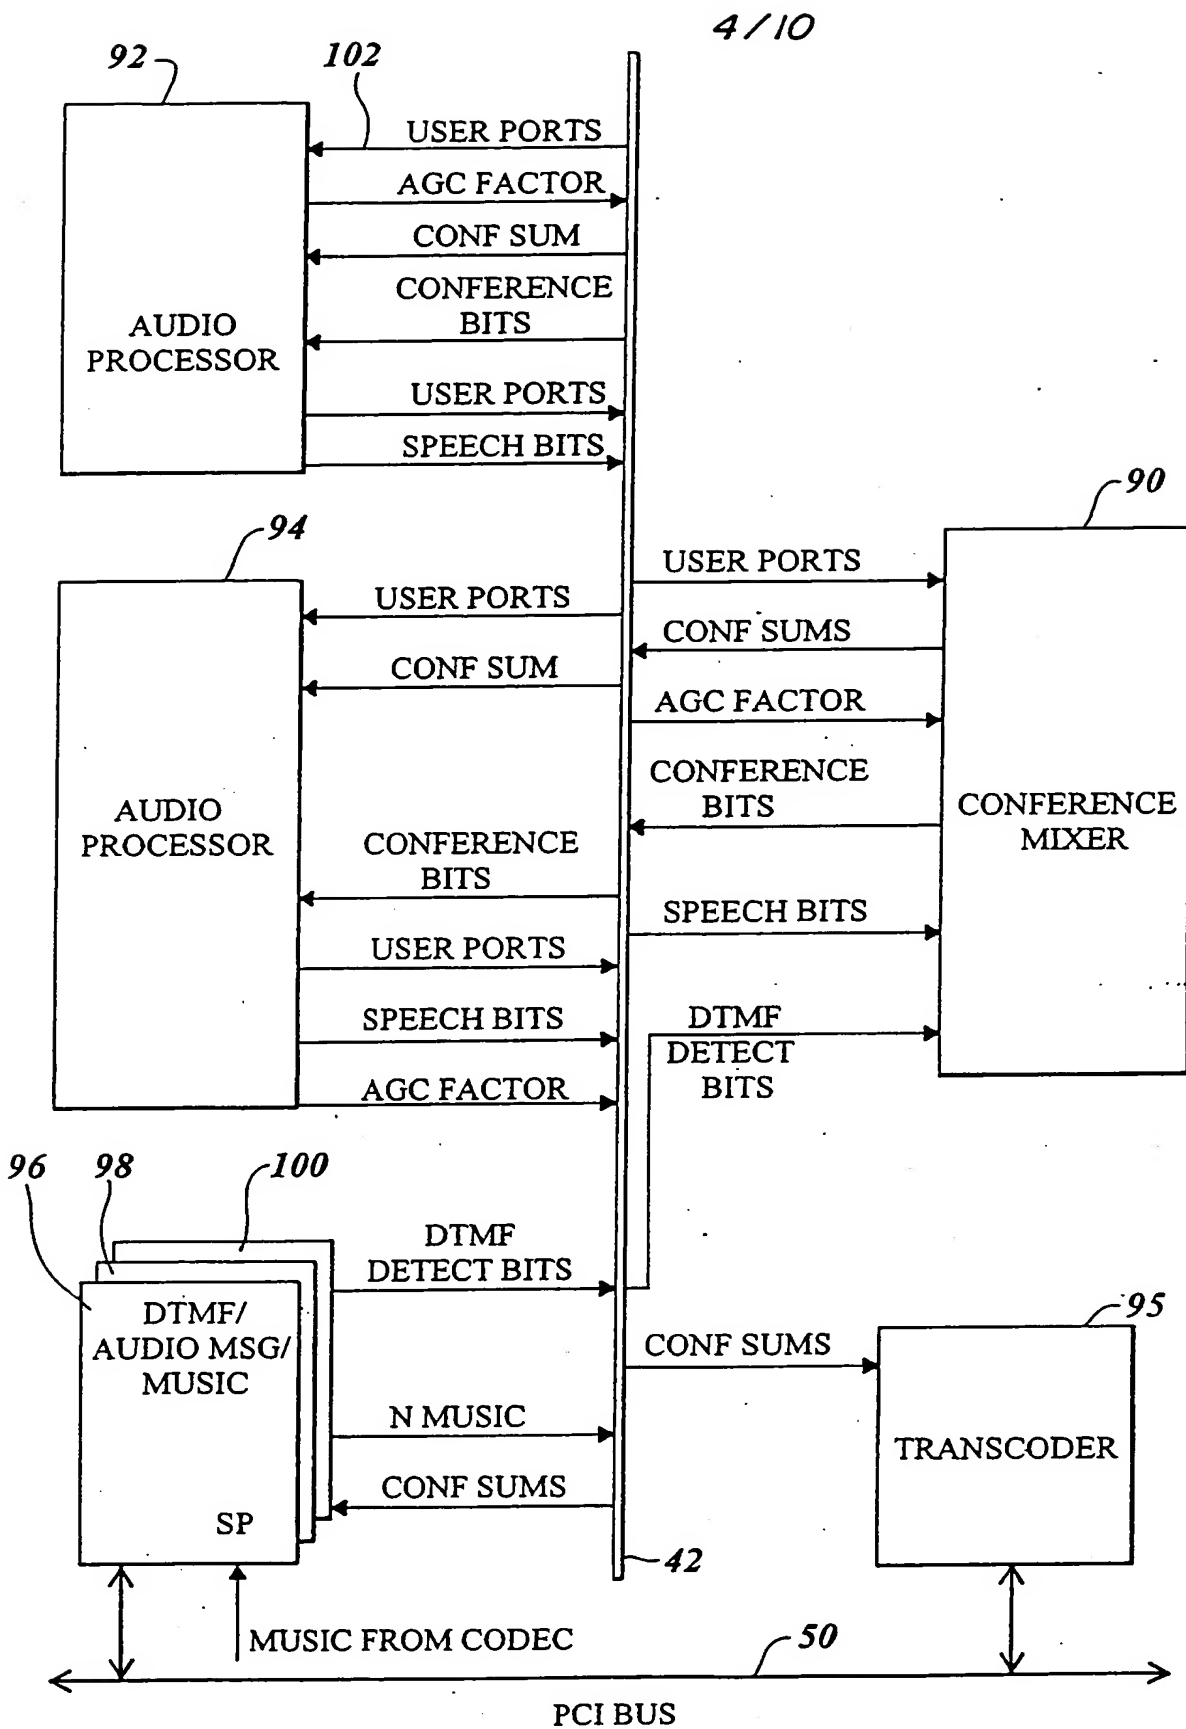 4/10
92
102
USER PORTS
AGC FACTOR
CONF SUM
CONFERENCE
BITS
AUDIO
PROCESSOR
USER PORTS
SPEECH BITS
94
USER PORTS
CONF SUM
AUDIO
PROCESSOR
CONFERENCE
BITS
USER PORTS
SPEECH BITS
AGC FACTOR
90
USER PORTS
CONF SUMS
AGC FACTOR
CONFERENCE
BITS
CONFERENCE
MIXER
SPEECH BITS
DTMF
DETECT
BITS
96
98
100
DTMF
DETECT BITS
DTMF/
AUDIO MSG/
MUSIC
N MUSIC
CONF SUMS
SP
42
CONF SUMS
95
TRANSCODER
MUSIC FROM CODEC
50
PCI BUS